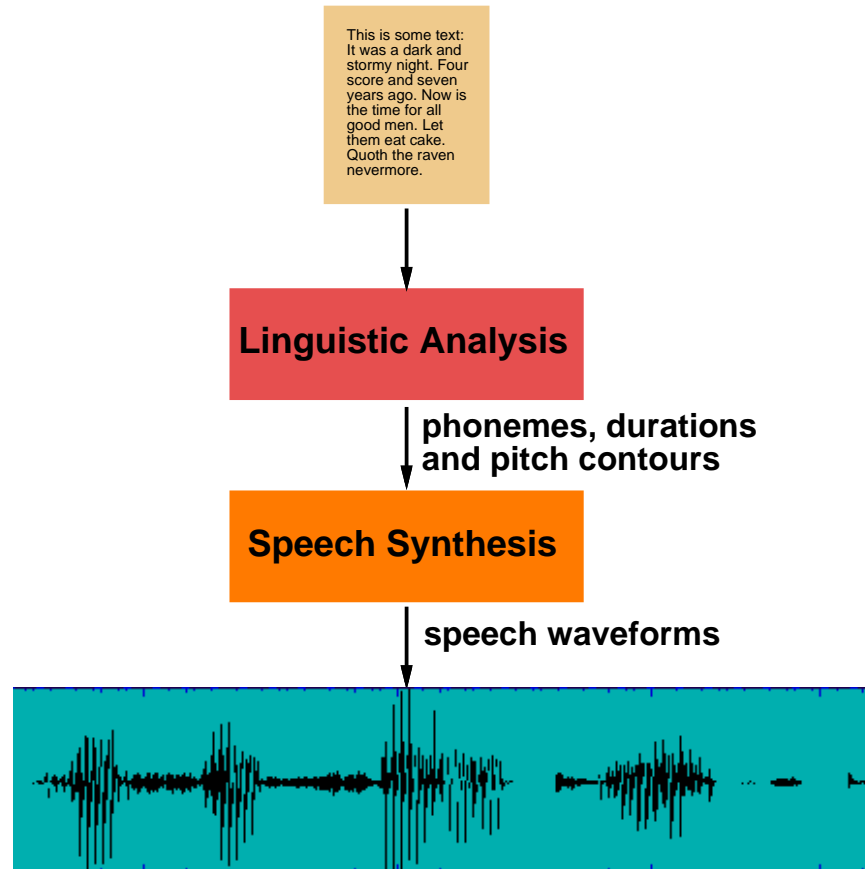 This is some text:
It was a dark and
stormy night. Four
score and seven
years ago. Now is
the time for all
good men. Let
them eat cake.
Quoth the raven
nevermore.
Linguistic Analysis
phonemes, durations
and pitch contours
Speech Synthesis
speech waveforms